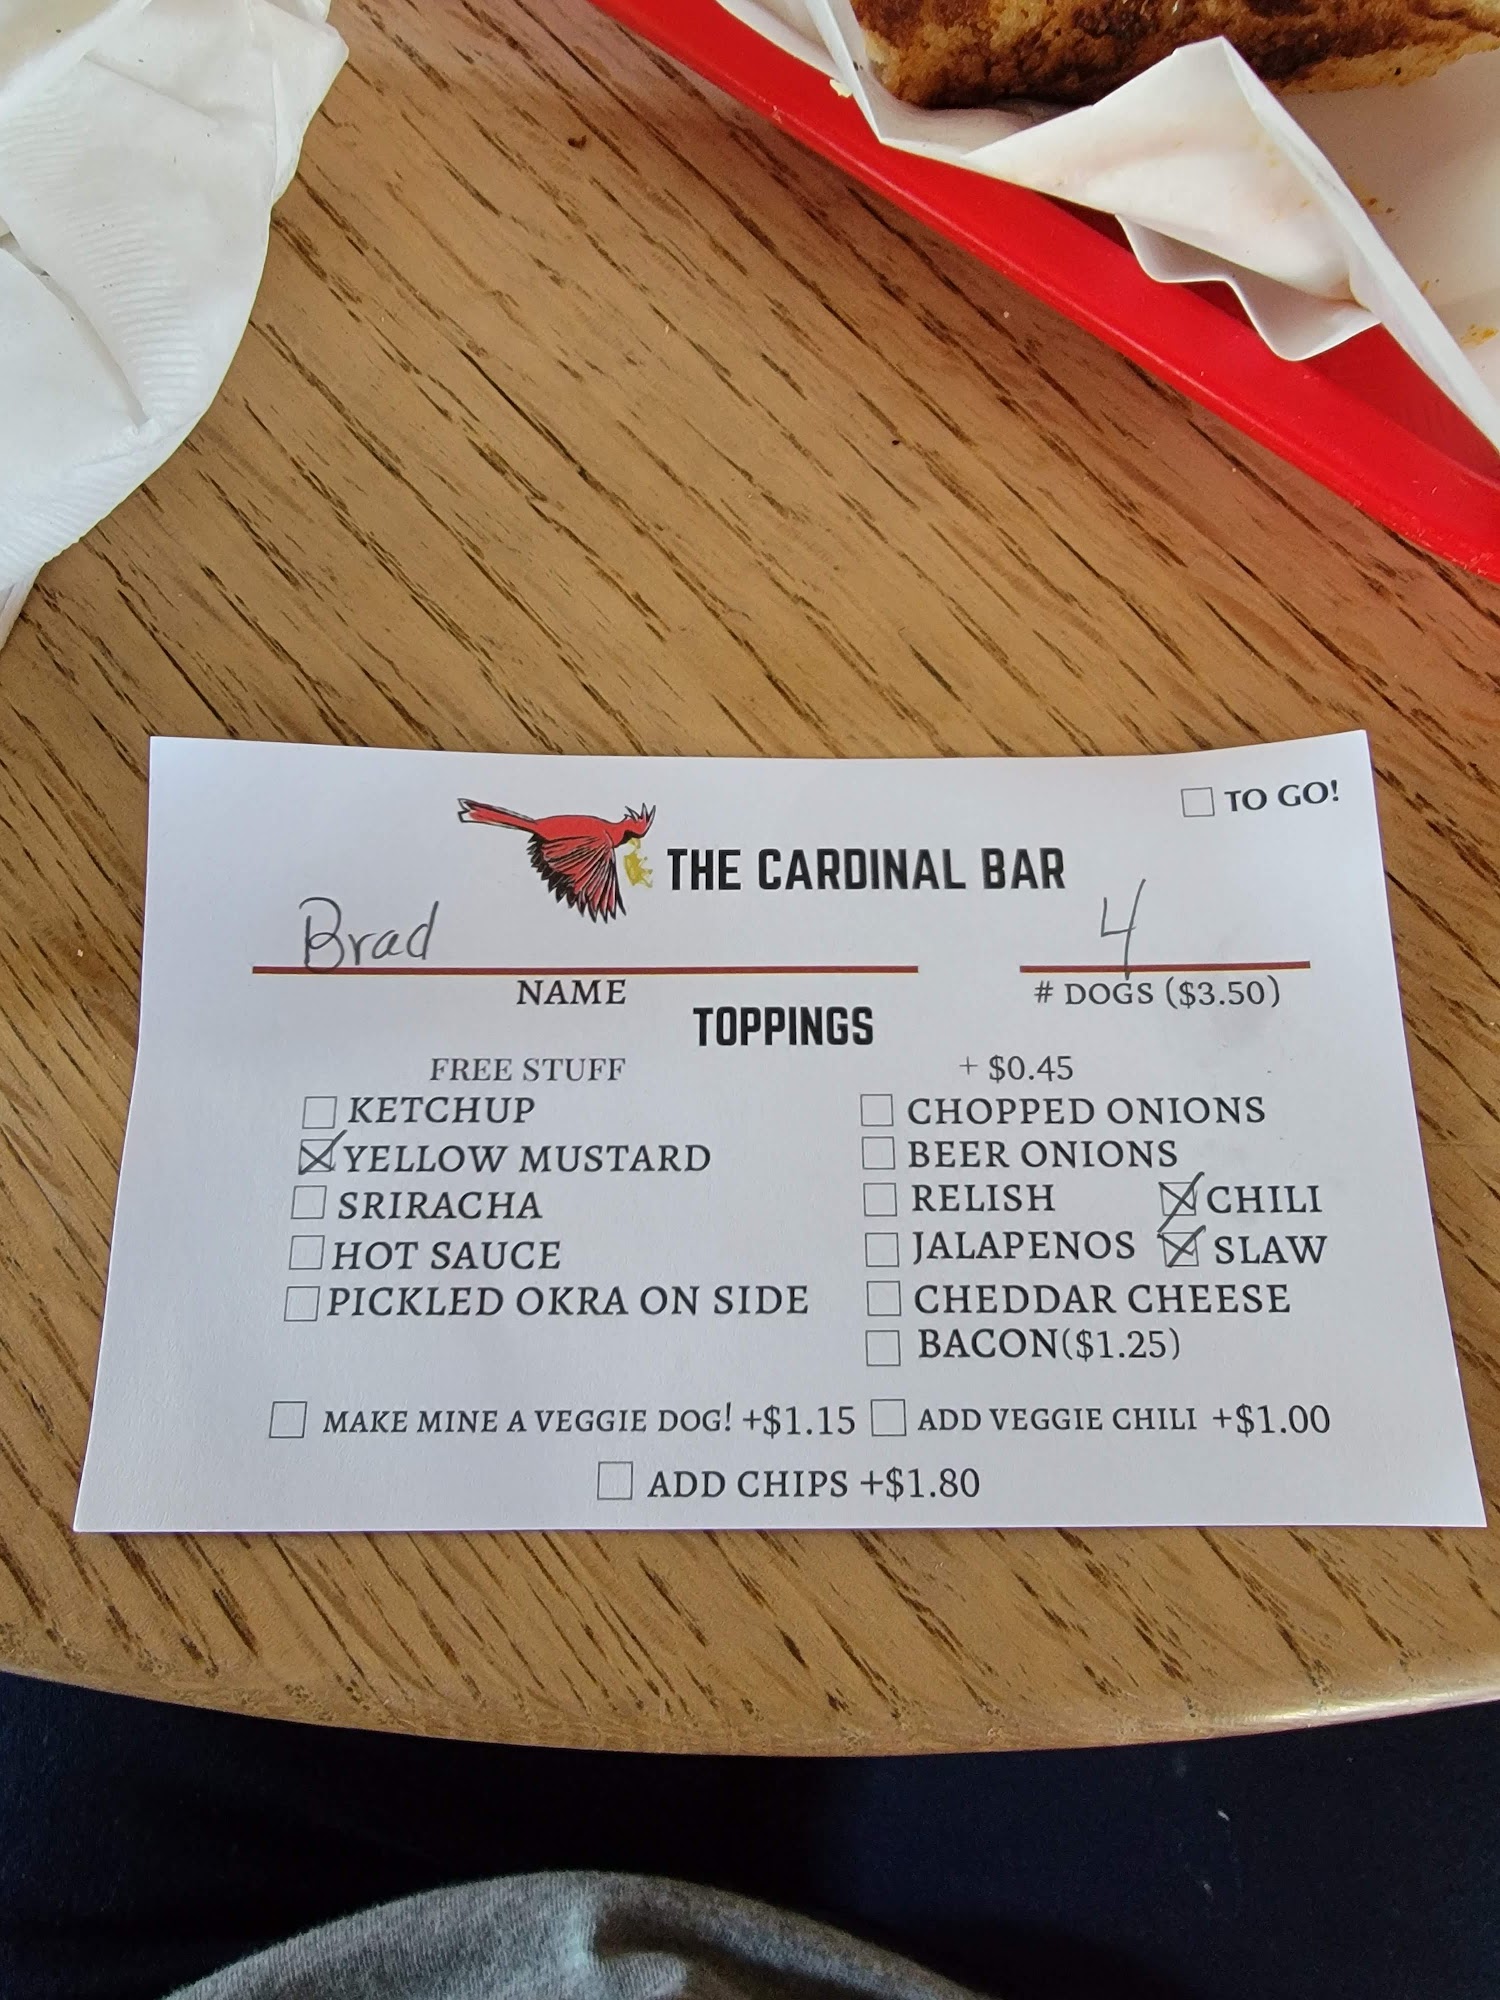 TO GO!
THE CARDINAL BAR
Brad 4
NAME # DOGS ($3.50)
TOPPINGS
FREE STUFF + $0.45
KETCHUP CHOPPED ONIONS
YELLOW MUSTARD BEER ONIONS
SRIRACHA RELISH CHILI
HOT SAUCE JALAPENOS SLAW
PICKLED OKRA ON SIDE CHEDDAR CHEESE
BACON($1.25)
MAKE MINE A VEGGIE DOG! +$1.15 ADD VEGGIE CHILI +$1.00
ADD CHIPS +$1.80